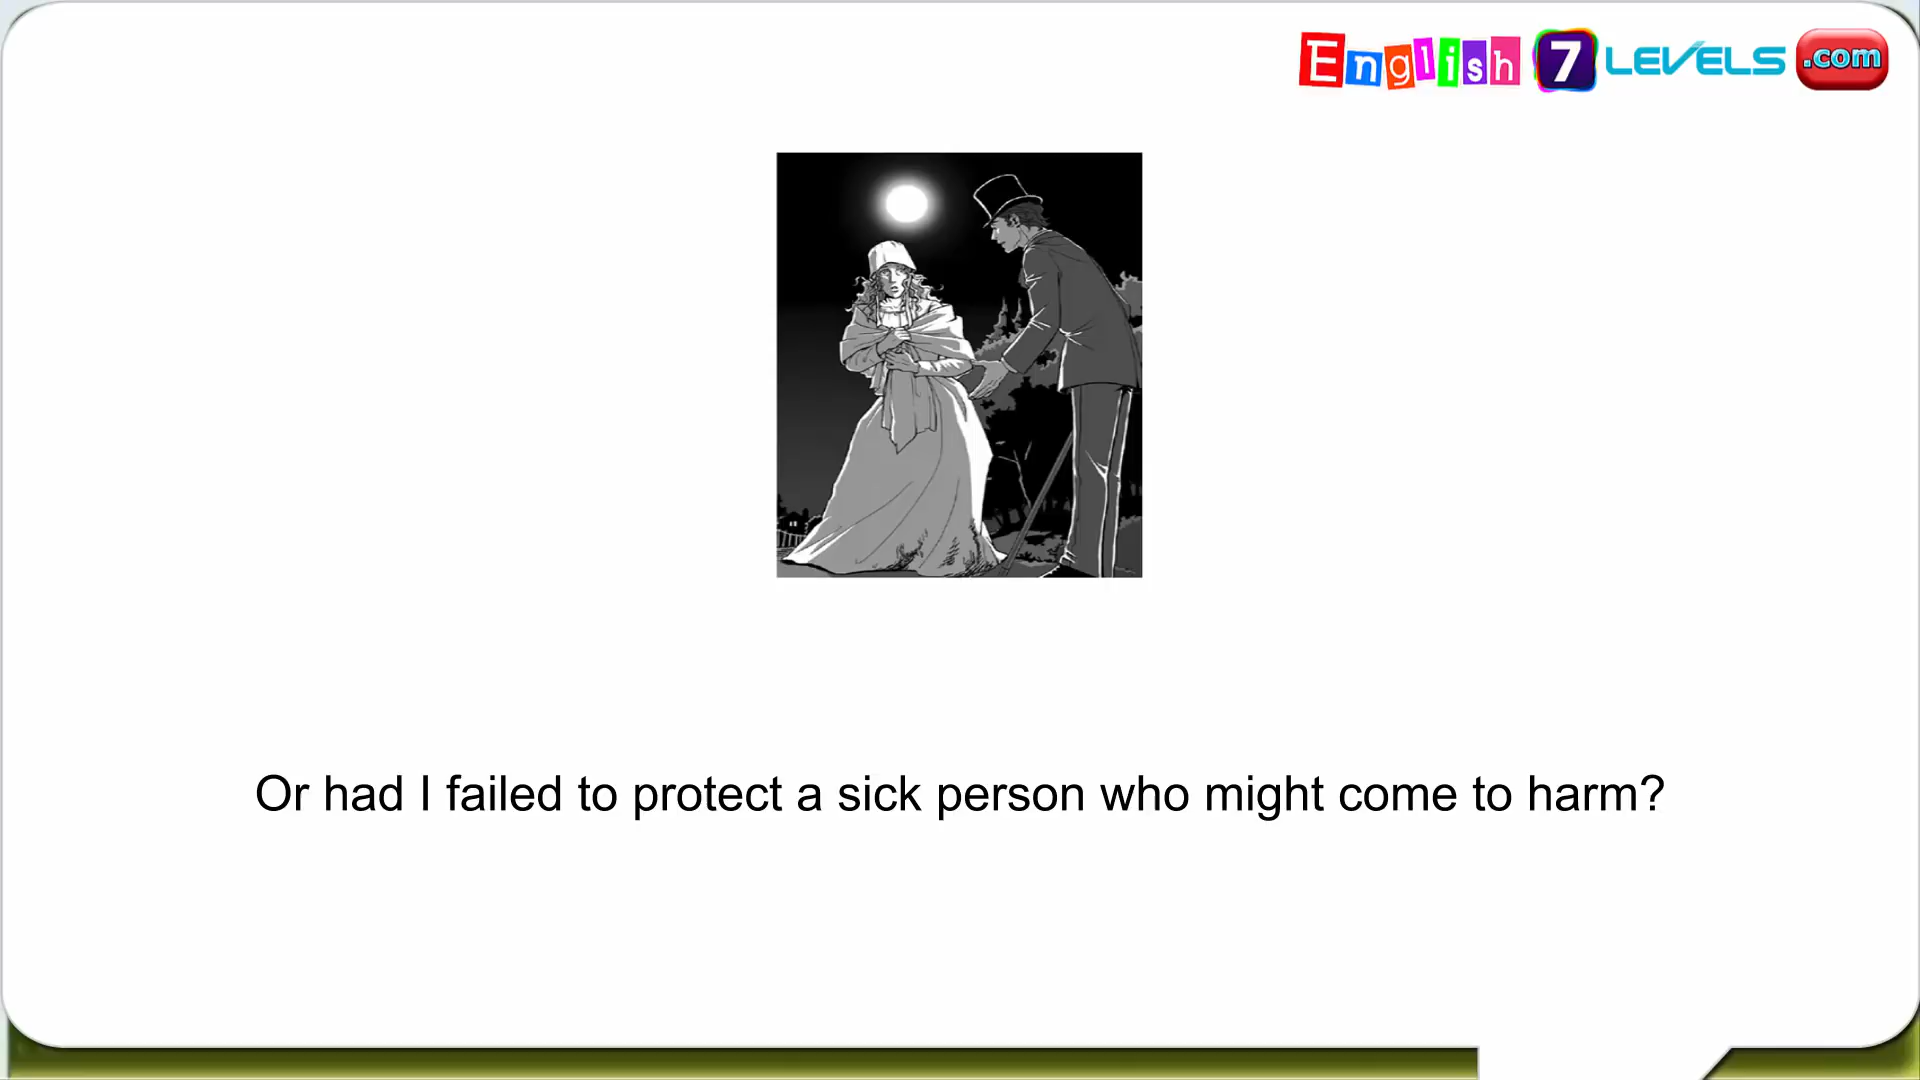 English 7 LEVELS .com
Or had I failed to protect a sick person who might come to harm?